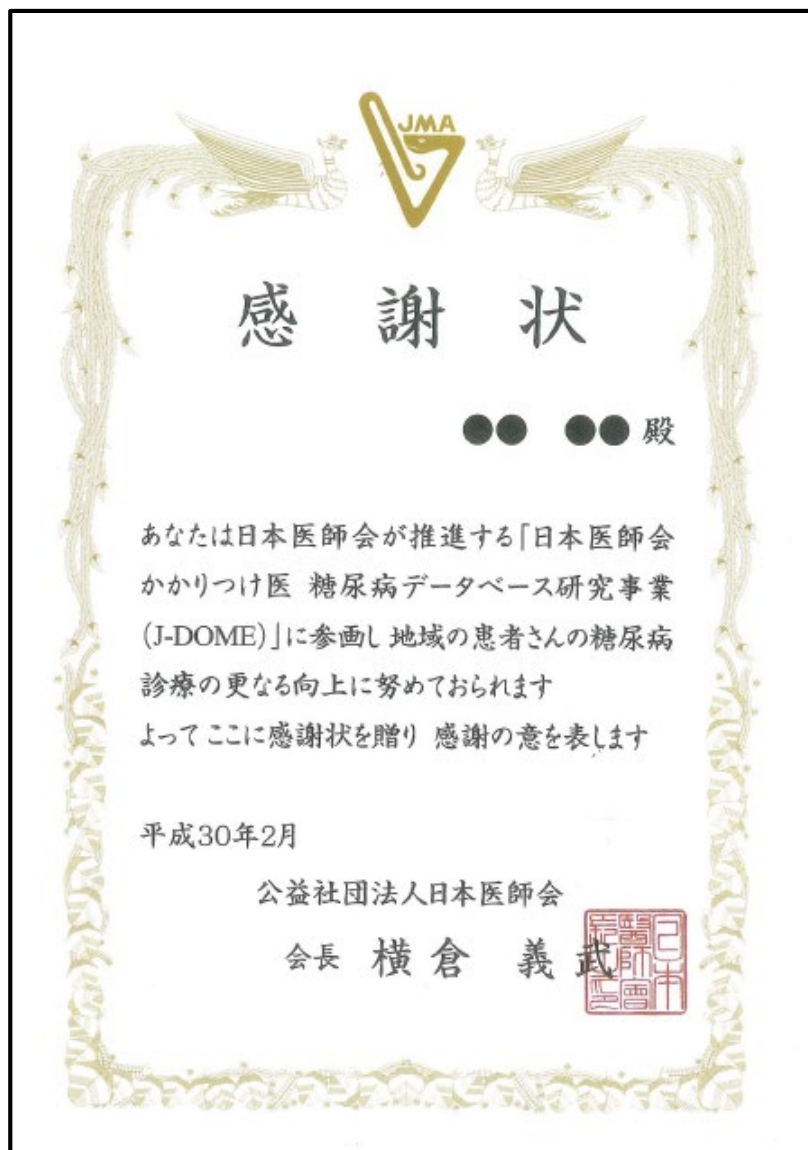 JMA
感謝状
●● ●● 殿
あなたは日本医師会が推進する「日本医師会
かかりつけ医 糖尿病データベース研究事業
(J-DOME)」に参画し 地域の患者さんの糖尿病
診療の更なる向上に努めておられます
よって ここに感謝状を贈り 感謝の意を表します
平成30年2月
公益社団法人日本医師会
会長 横倉 義武
日本
醫師會